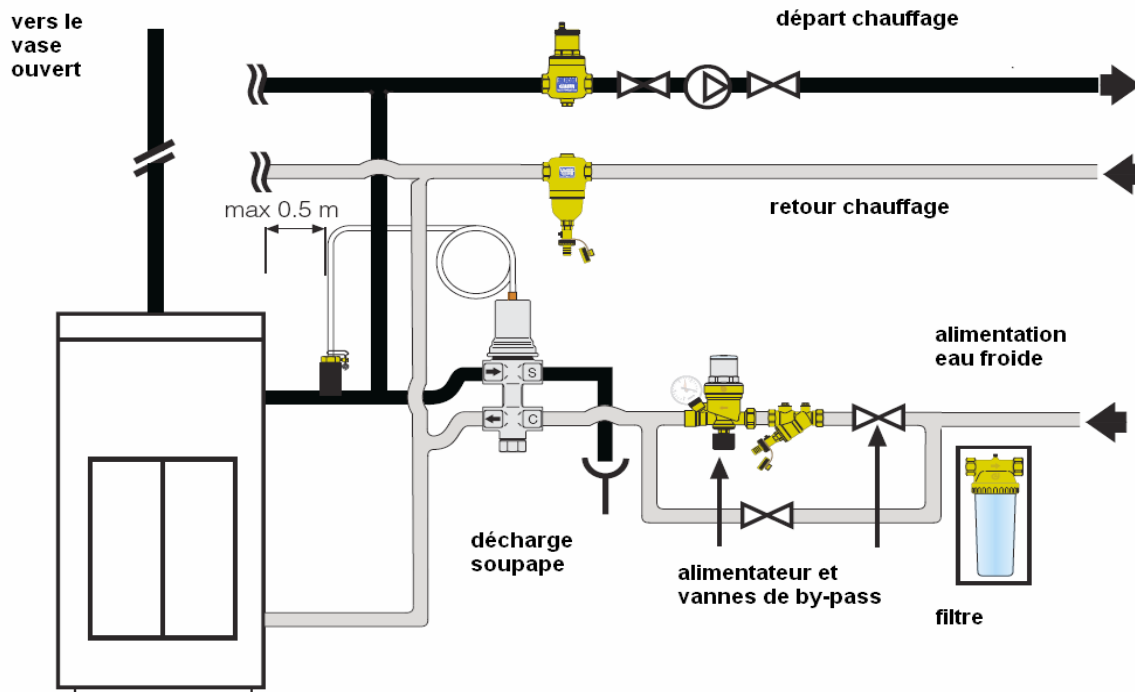 vers le
vase
ouvert
départ chauffage
retour chauffage
max 0.5 m
alimentation
eau froide
S
C
décharge
soupape
alimentateur et
vannes de by-pass
filtre